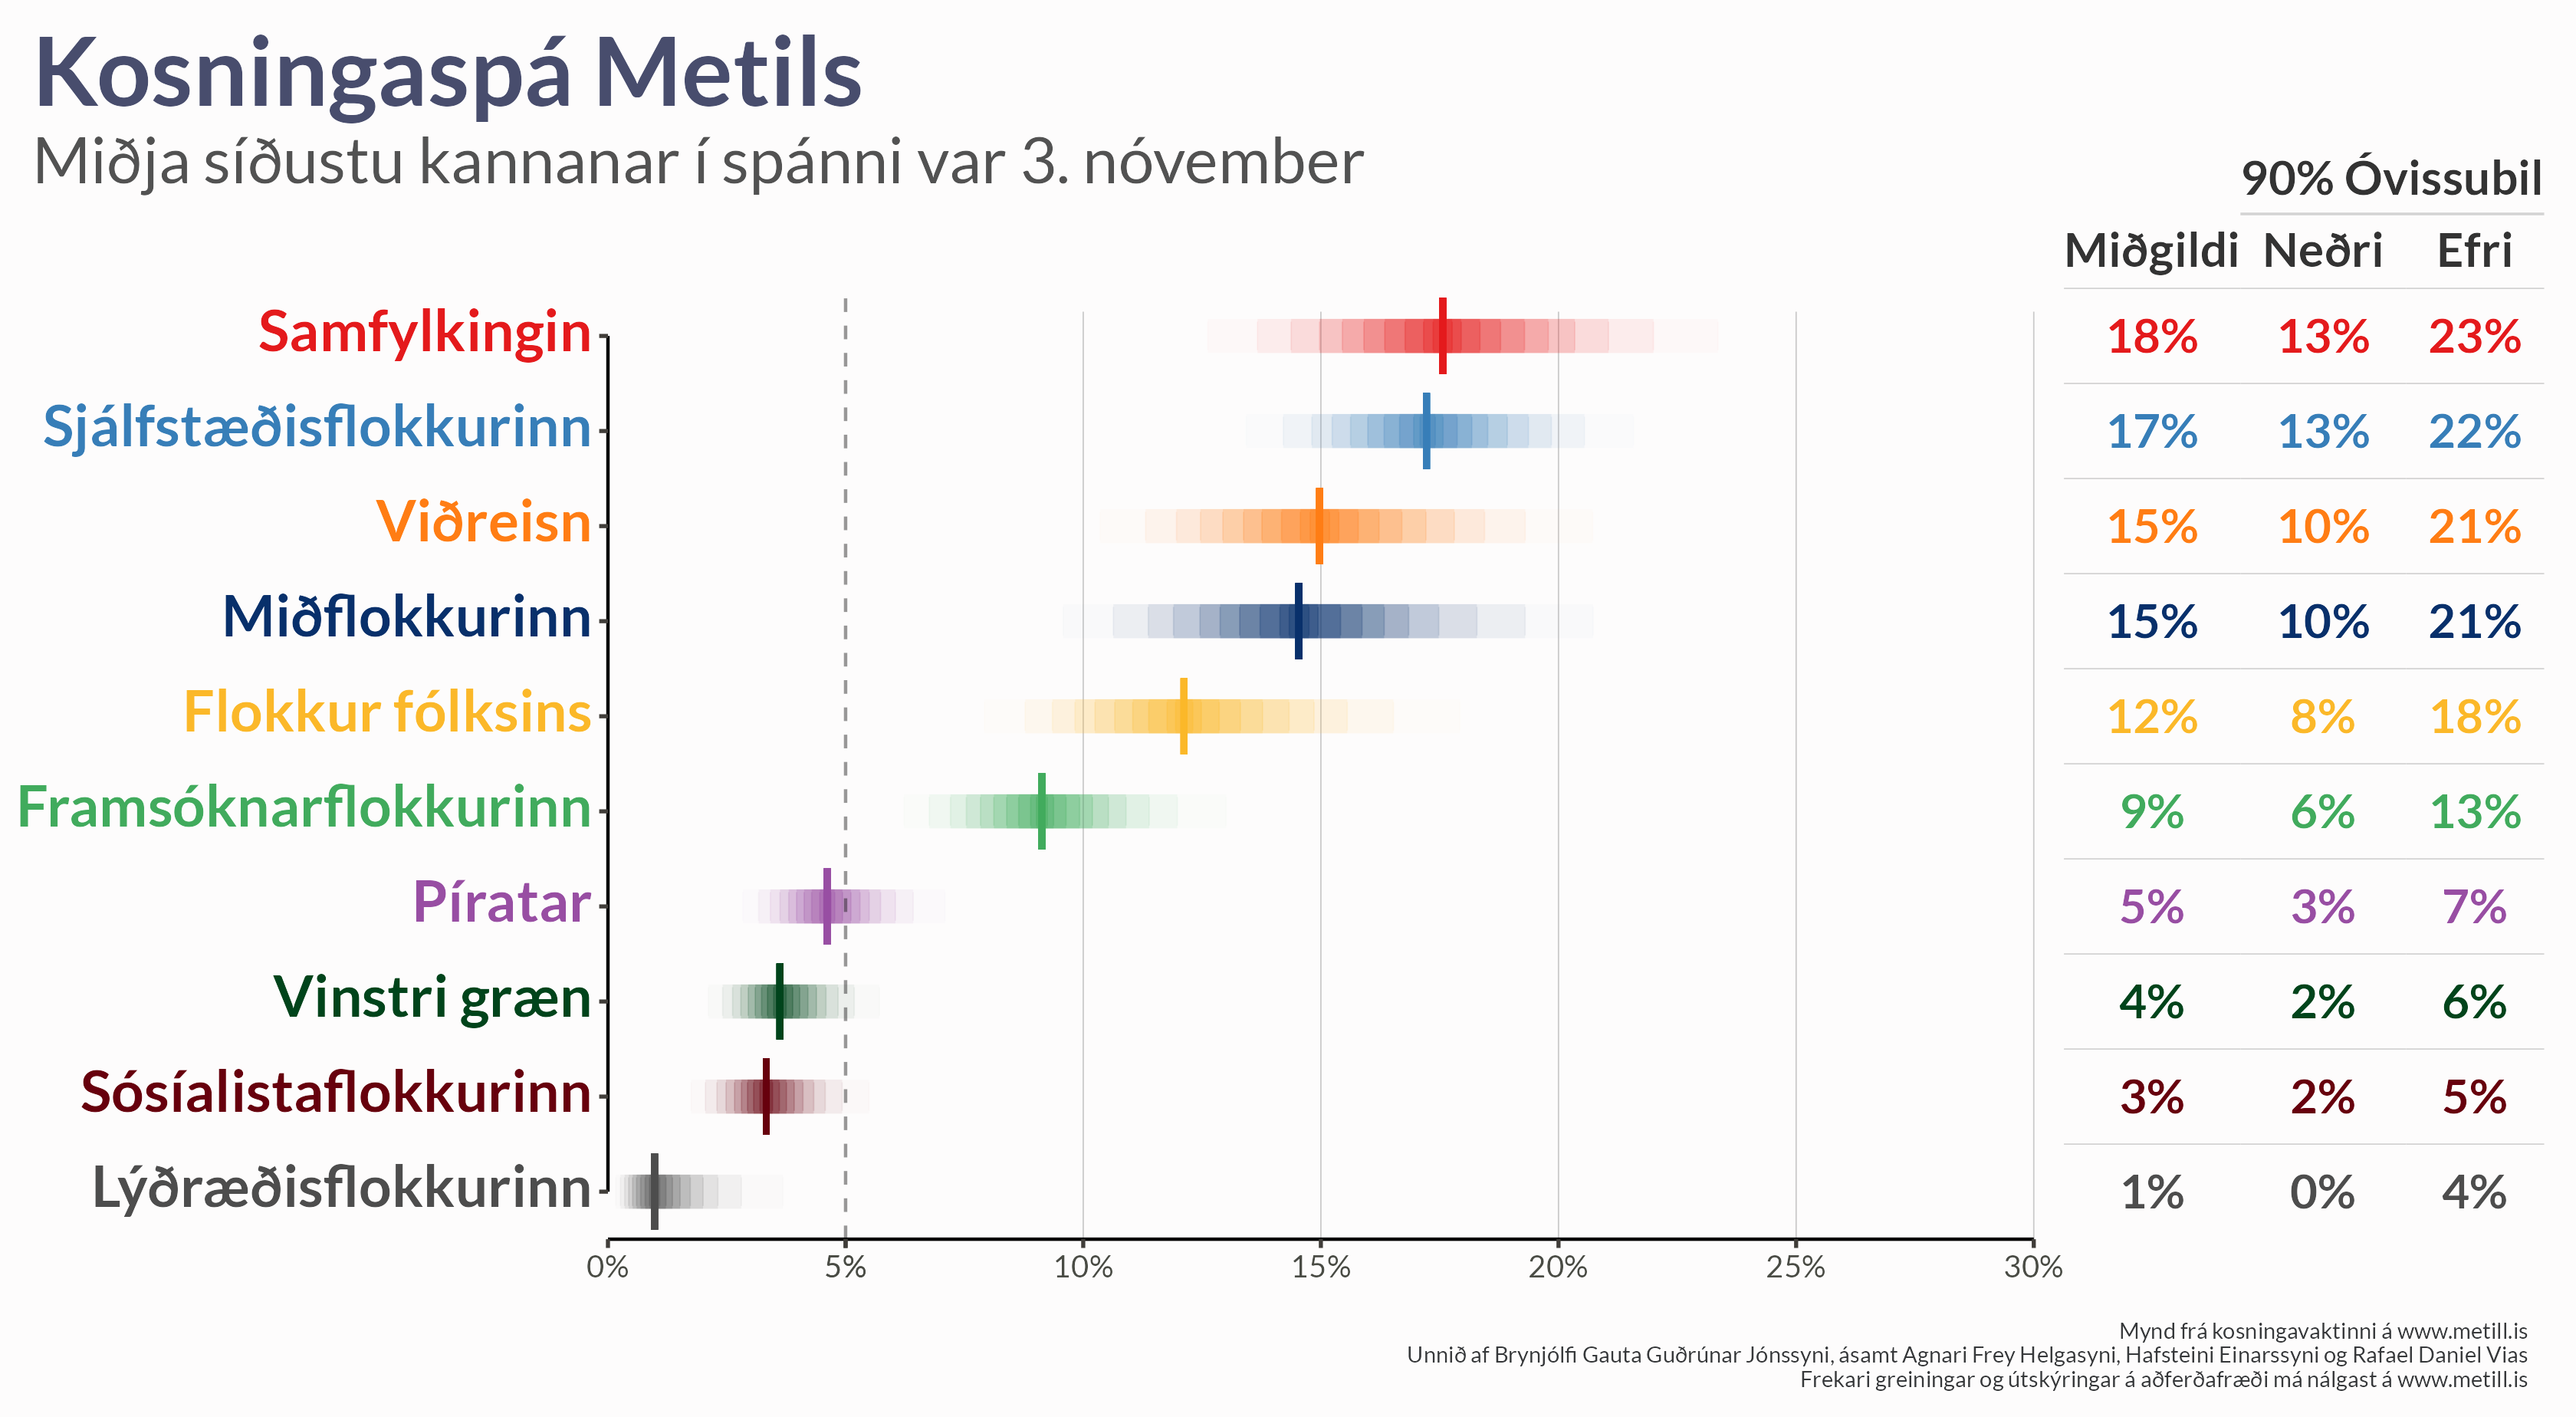 Kosningaspá Metils
Miðja síðustu kannanar í spánni var 3. nóvember
90% Óvissubil
Miðgildi Neðri Efri
Samfylkingin 18% 13% 23%
Sjálfstæðisflokkurinn 17% 13% 22%
Viðreisn 15% 10% 21%
Miðflokkurinn 15% 10% 21%
Flokkur fólksins 12% 8% 18%
Framsóknarflokkurinn 9% 6% 13%
Píratar 5% 3% 7%
Vinstri græn 4% 2% 6%
Sósíalistaflokkurinn 3% 2% 5%
Lýðræðisflokkurinn 1% 0% 4%
0% 5% 10% 15% 20% 25% 30%
Mynd frá kosningavaktinni á www.metill.is
Unnið af Brynjólfi Gauta Guðrúnar Jónssyni, ásamt Agnari Frey Helgasyni, Hafsteini Einarssyni og Rafael Daniel Vias
Frekari greiningar og útskýringar á aðferðafræði má nálgast á www.metill.is